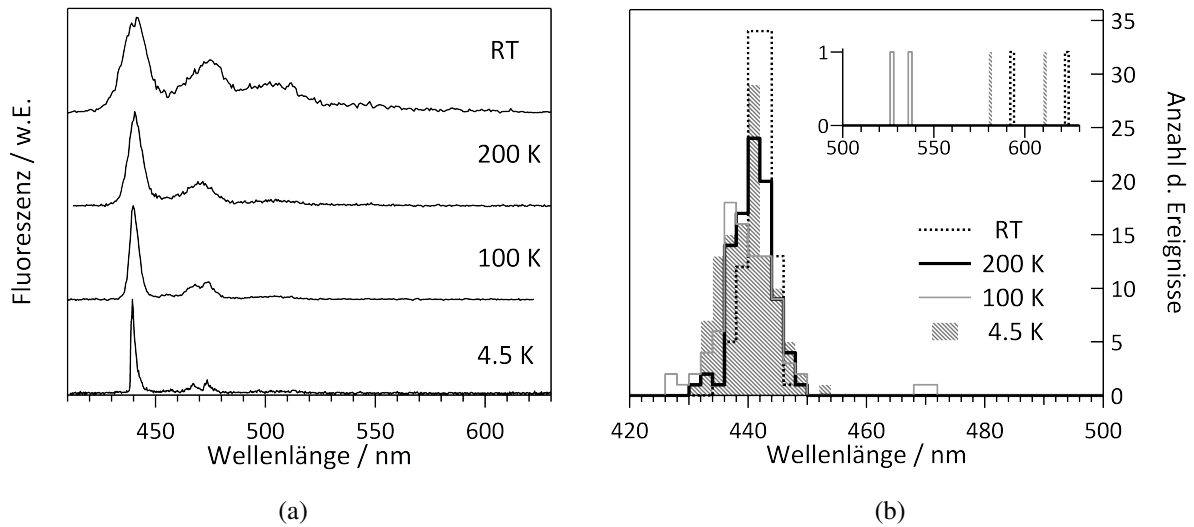 Fluoreszenz / w.E.
RT
200 K
100 K
4.5 K
450 500 550 600
Wellenlänge / nm
(a)
1
0
500 550 600
RT
200 K
100 K
4.5 K
35
30
25
20
15
10
5
0
Anzahl d. Ereignisse
420 440 460 480 500
Wellenlänge / nm
(b)